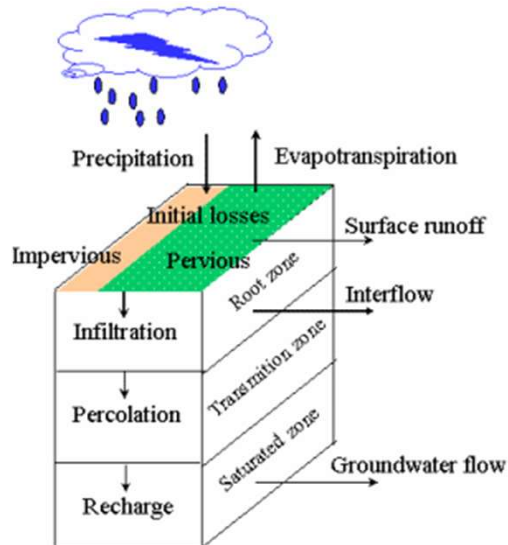 Precipitation
Evapotranspiration
Initial losses
Surface runoff
Impervious
Pervious
Root zone
Interflow
Infiltration
Transmition zone
Percolation
Saturated zone
Groundwater flow
Recharge